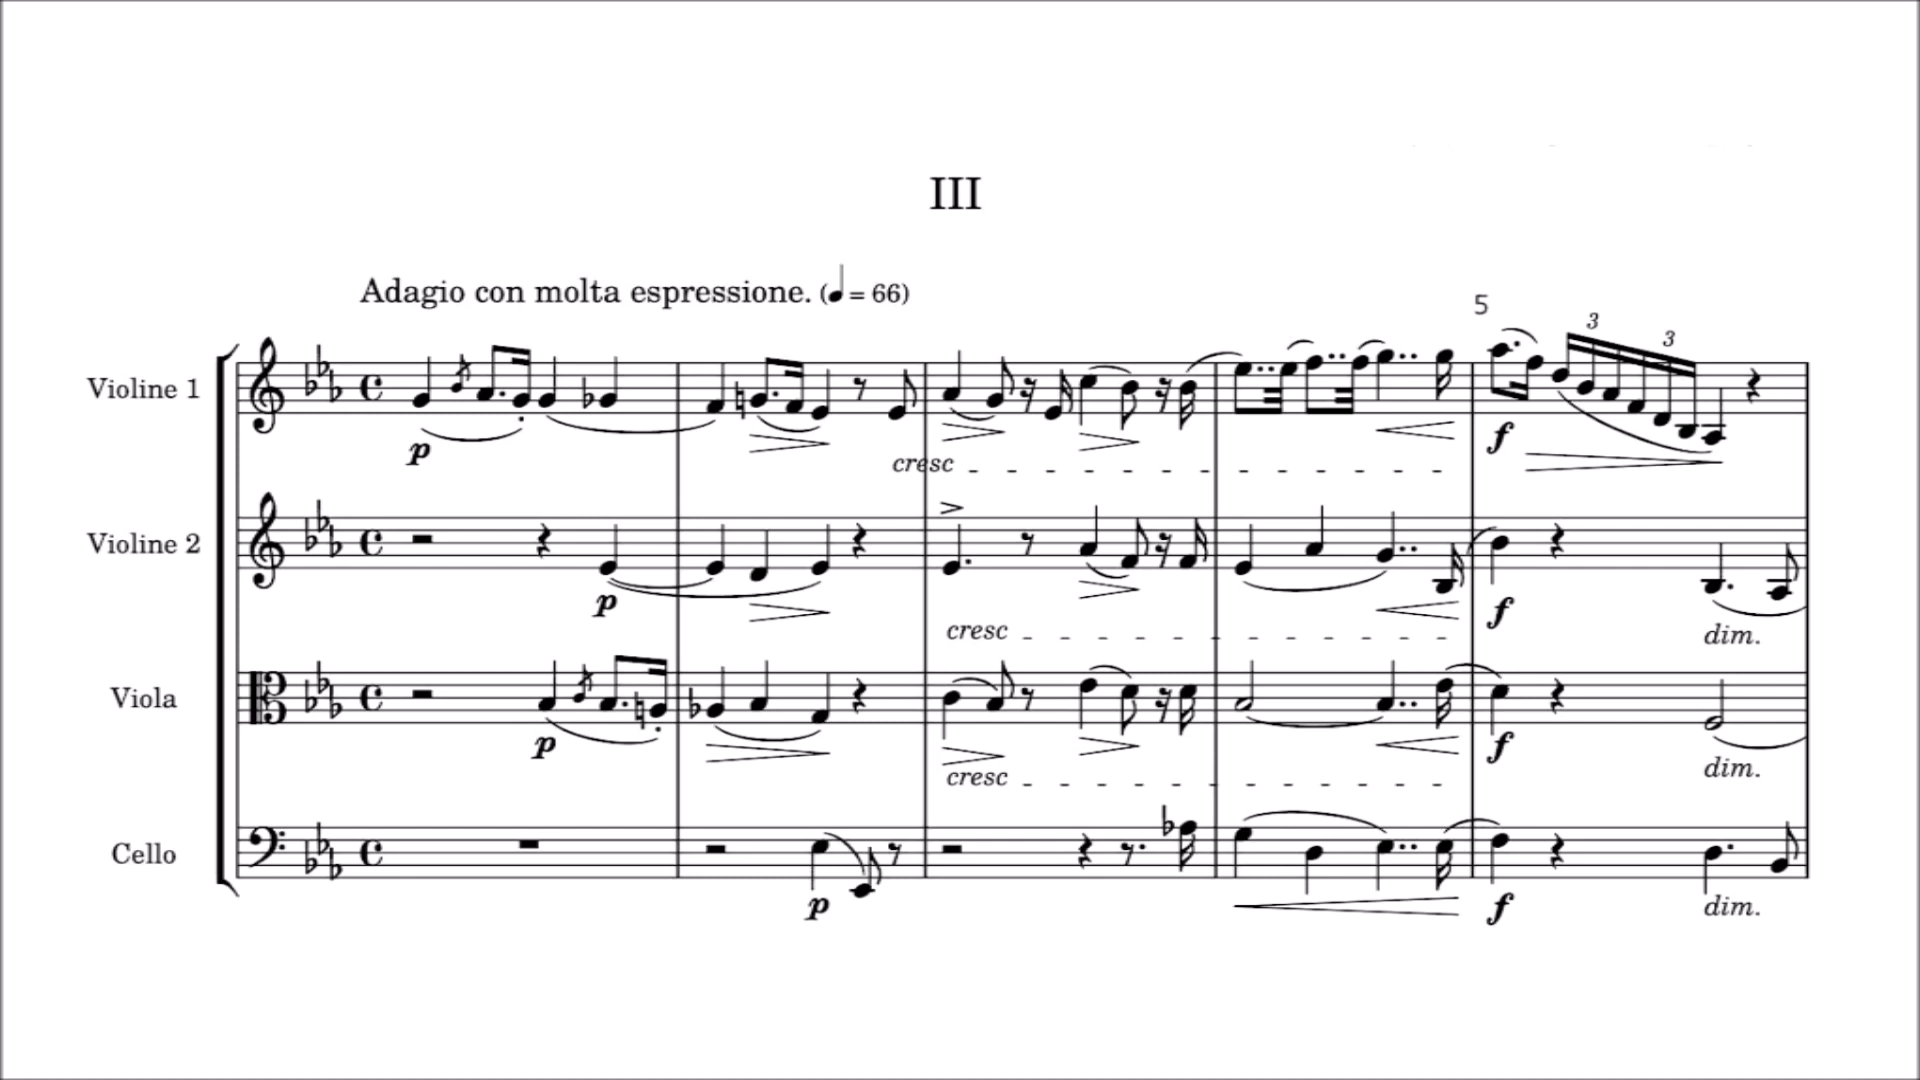 III
Adagio con molta espressione. (♩ = 66)
5
3
3
Violine 1
p
f
cresc
Violine 2
p
f
cresc
dim.
Viola
p
f
cresc
dim.
Cello
p
f
dim.